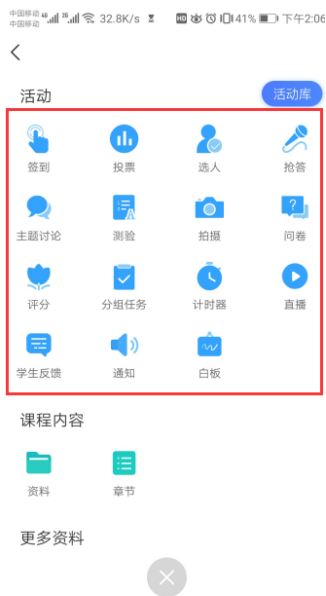 中国移动 4G 2G 32.8K/s HD 41% 下午2:06
中国移动
活动 活动库
签到 投票 选人 抢答
主题讨论 测验 拍摄 问卷
评分 分组任务 计时器 直播
学生反馈 通知 白板
课程内容
资料 章节
更多资料